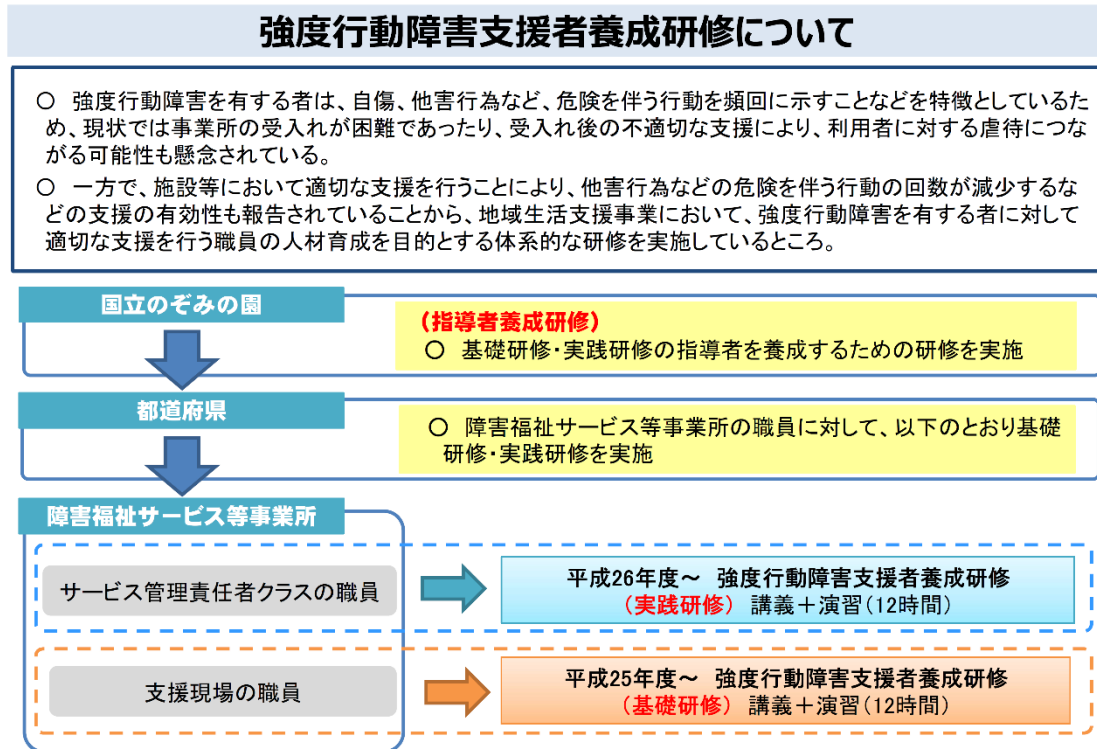 強度行動障害支援者養成研修について
○ 強度行動障害を有する者は、自傷、他害行為など、危険を伴う行動を頻回に示すことなどを特徴としているた
め、現状では事業所の受入れが困難であったり、受入れ後の不適切な支援により、利用者に対する虐待につな
がる可能性も懸念されている。
○ 一方で、施設等において適切な支援を行うことにより、他害行為などの危険を伴う行動の回数が減少するな
どの支援の有効性も報告されていることから、地域生活支援事業において、強度行動障害を有する者に対して
適切な支援を行う職員の人材育成を目的とする体系的な研修を実施しているところ。
国立のぞみの園
(指導者養成研修)
○ 基礎研修・実践研修の指導者を養成するための研修を実施
都道府県
○ 障害福祉サービス等事業所の職員に対して、以下のとおり基礎
研修・実践研修を実施
障害福祉サービス等事業所
サービス管理責任者クラスの職員
平成26年度～ 強度行動障害支援者養成研修
(実践研修) 講義＋演習(12時間)
支援現場の職員
平成25年度～ 強度行動障害支援者養成研修
(基礎研修) 講義＋演習(12時間)